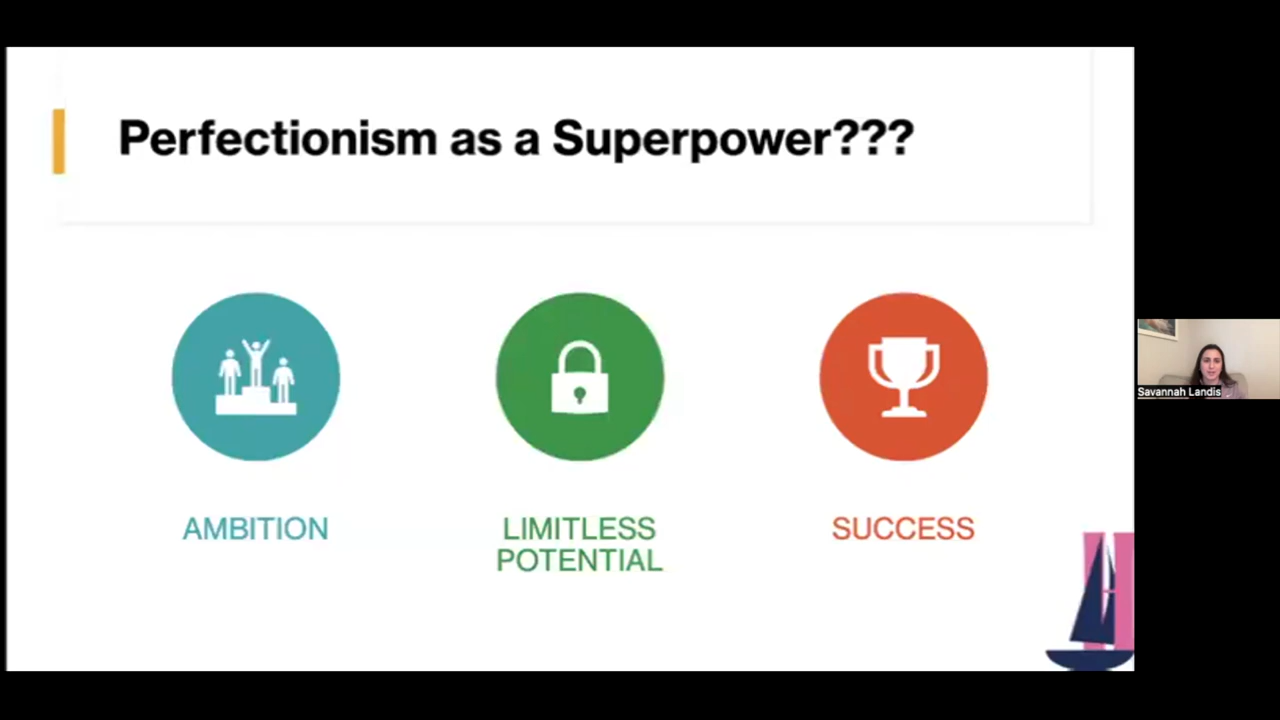 Perfectionism as a Superpower???
AMBITION
LIMITLESS
POTENTIAL
SUCCESS
H
Savannah Landis